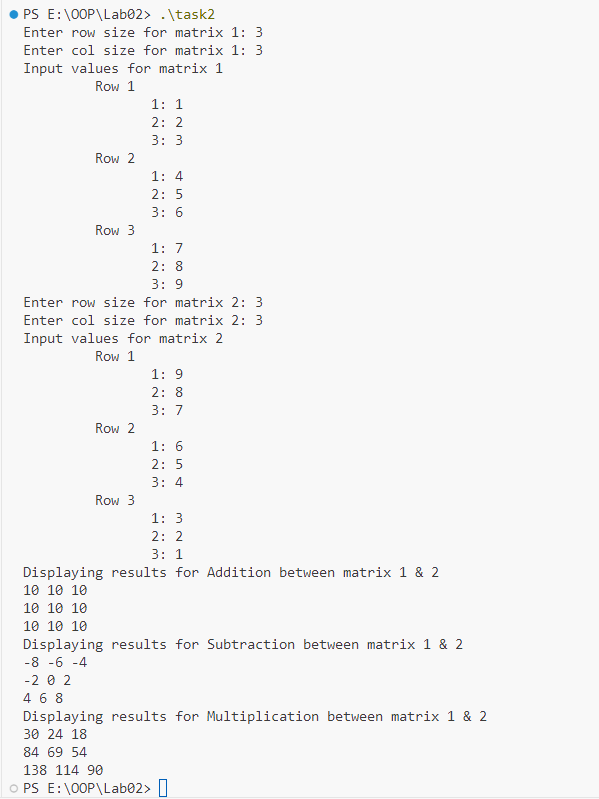 PS E:\OOP\Lab02> .\task2
Enter row size for matrix 1: 3
Enter col size for matrix 1: 3
Input values for matrix 1
Row 1
1: 1
2: 2
3: 3
Row 2
1: 4
2: 5
3: 6
Row 3
1: 7
2: 8
3: 9
Enter row size for matrix 2: 3
Enter col size for matrix 2: 3
Input values for matrix 2
Row 1
1: 9
2: 8
3: 7
Row 2
1: 6
2: 5
3: 4
Row 3
1: 3
2: 2
3: 1
Displaying results for Addition between matrix 1 & 2
10 10 10
10 10 10
10 10 10
Displaying results for Subtraction between matrix 1 & 2
-8 -6 -4
-2 0 2
4 6 8
Displaying results for Multiplication between matrix 1 & 2
30 24 18
84 69 54
138 114 90
PS E:\OOP\Lab02>